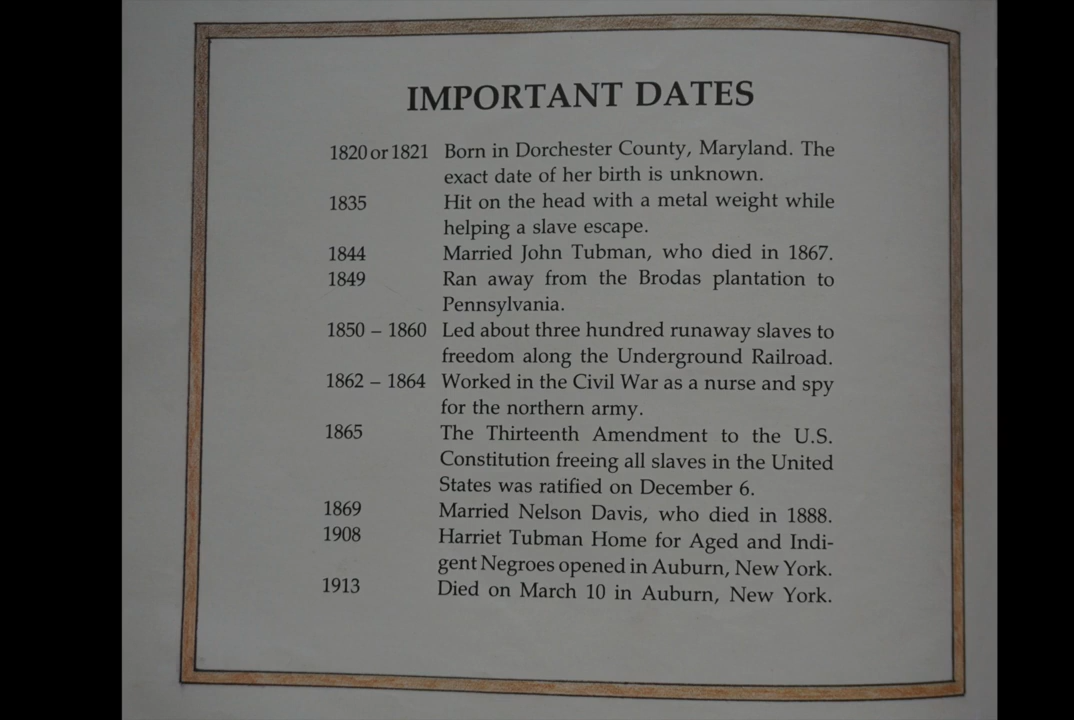 IMPORTANT DATES
1820 or 1821 Born in Dorchester County, Maryland. The
exact date of her birth is unknown.
1835 Hit on the head with a metal weight while
helping a slave escape.
1844 Married John Tubman, who died in 1867.
1849 Ran away from the Brodas plantation to
Pennsylvania.
1850 – 1860 Led about three hundred runaway slaves to
freedom along the Underground Railroad.
1862 – 1864 Worked in the Civil War as a nurse and spy
for the northern army.
1865 The Thirteenth Amendment to the U.S.
Constitution freeing all slaves in the United
States was ratified on December 6.
1869 Married Nelson Davis, who died in 1888.
1908 Harriet Tubman Home for Aged and Indi-
gent Negroes opened in Auburn, New York.
1913 Died on March 10 in Auburn, New York.